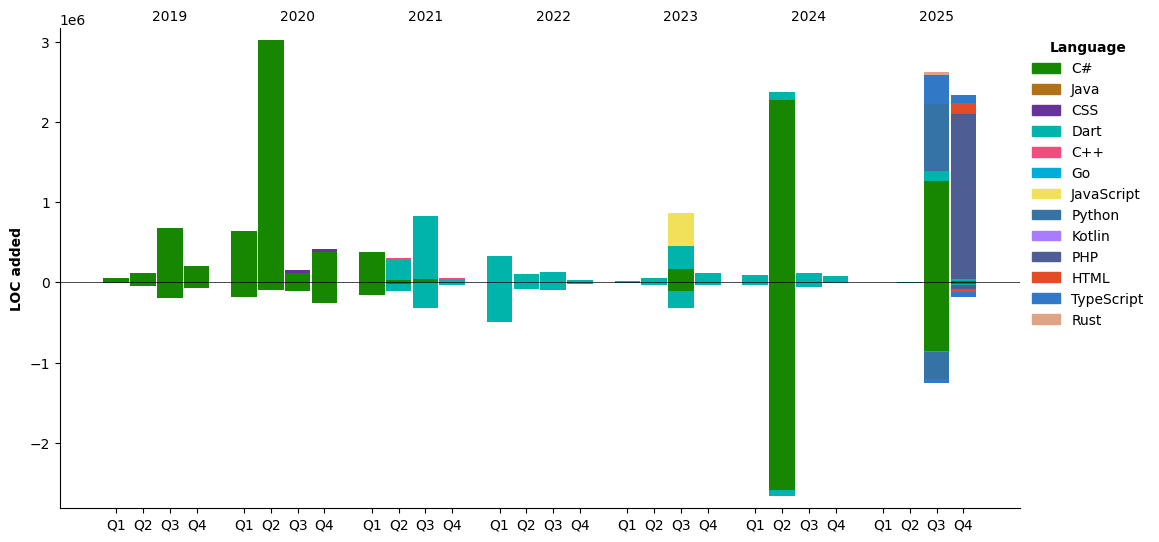 1e6
2019 2020 2021 2022 2023 2024 2025
Language
C#
Java
CSS
Dart
C++
Go
JavaScript
Python
Kotlin
PHP
HTML
TypeScript
Rust
LOC added
3
2
1
0
−1
−2
Q1 Q2 Q3 Q4 Q1 Q2 Q3 Q4 Q1 Q2 Q3 Q4 Q1 Q2 Q3 Q4 Q1 Q2 Q3 Q4 Q1 Q2 Q3 Q4 Q1 Q2 Q3 Q4